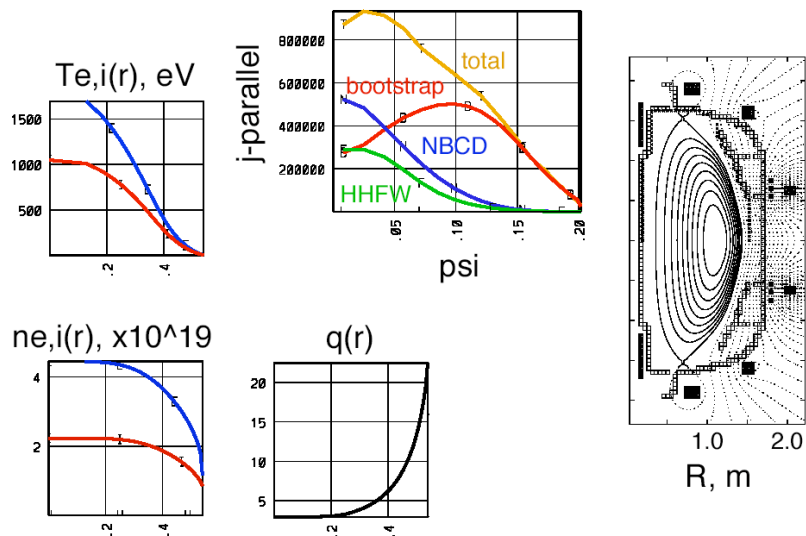 Te,i(r), eV
1500
1000
500
.2
.4
j-parallel
800000
600000
400000
200000
total
bootstrap
NBCD
HHFW
.05
.10
.15
.20
psi
ne,i(r), x10^19
4
2
.2
.4
q(r)
20
15
10
5
.2
.4
1.0
2.0
R, m